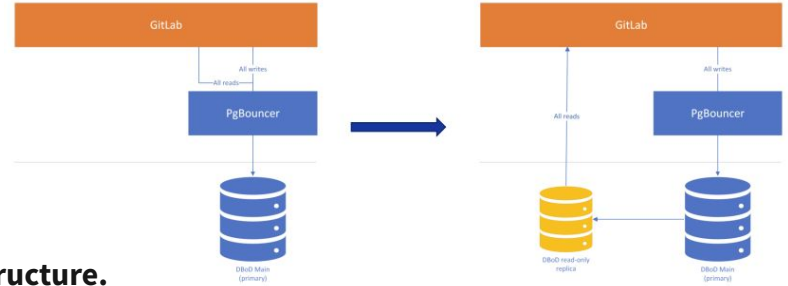 GitLab
All writes
All reads
PgBouncer
DBoD Main
(primary)
GitLab
All writes
All reads
PgBouncer
DBoD read-only
replica
DBoD Main
(primary)
ructure.